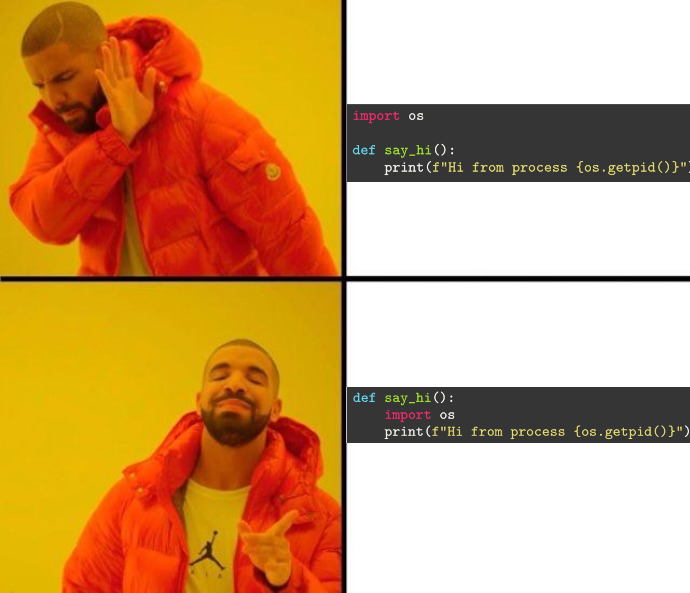 import os
def say_hi():
    print(f"Hi from process {os.getpid()}")
def say_hi():
    import os
    print(f"Hi from process {os.getpid()}")